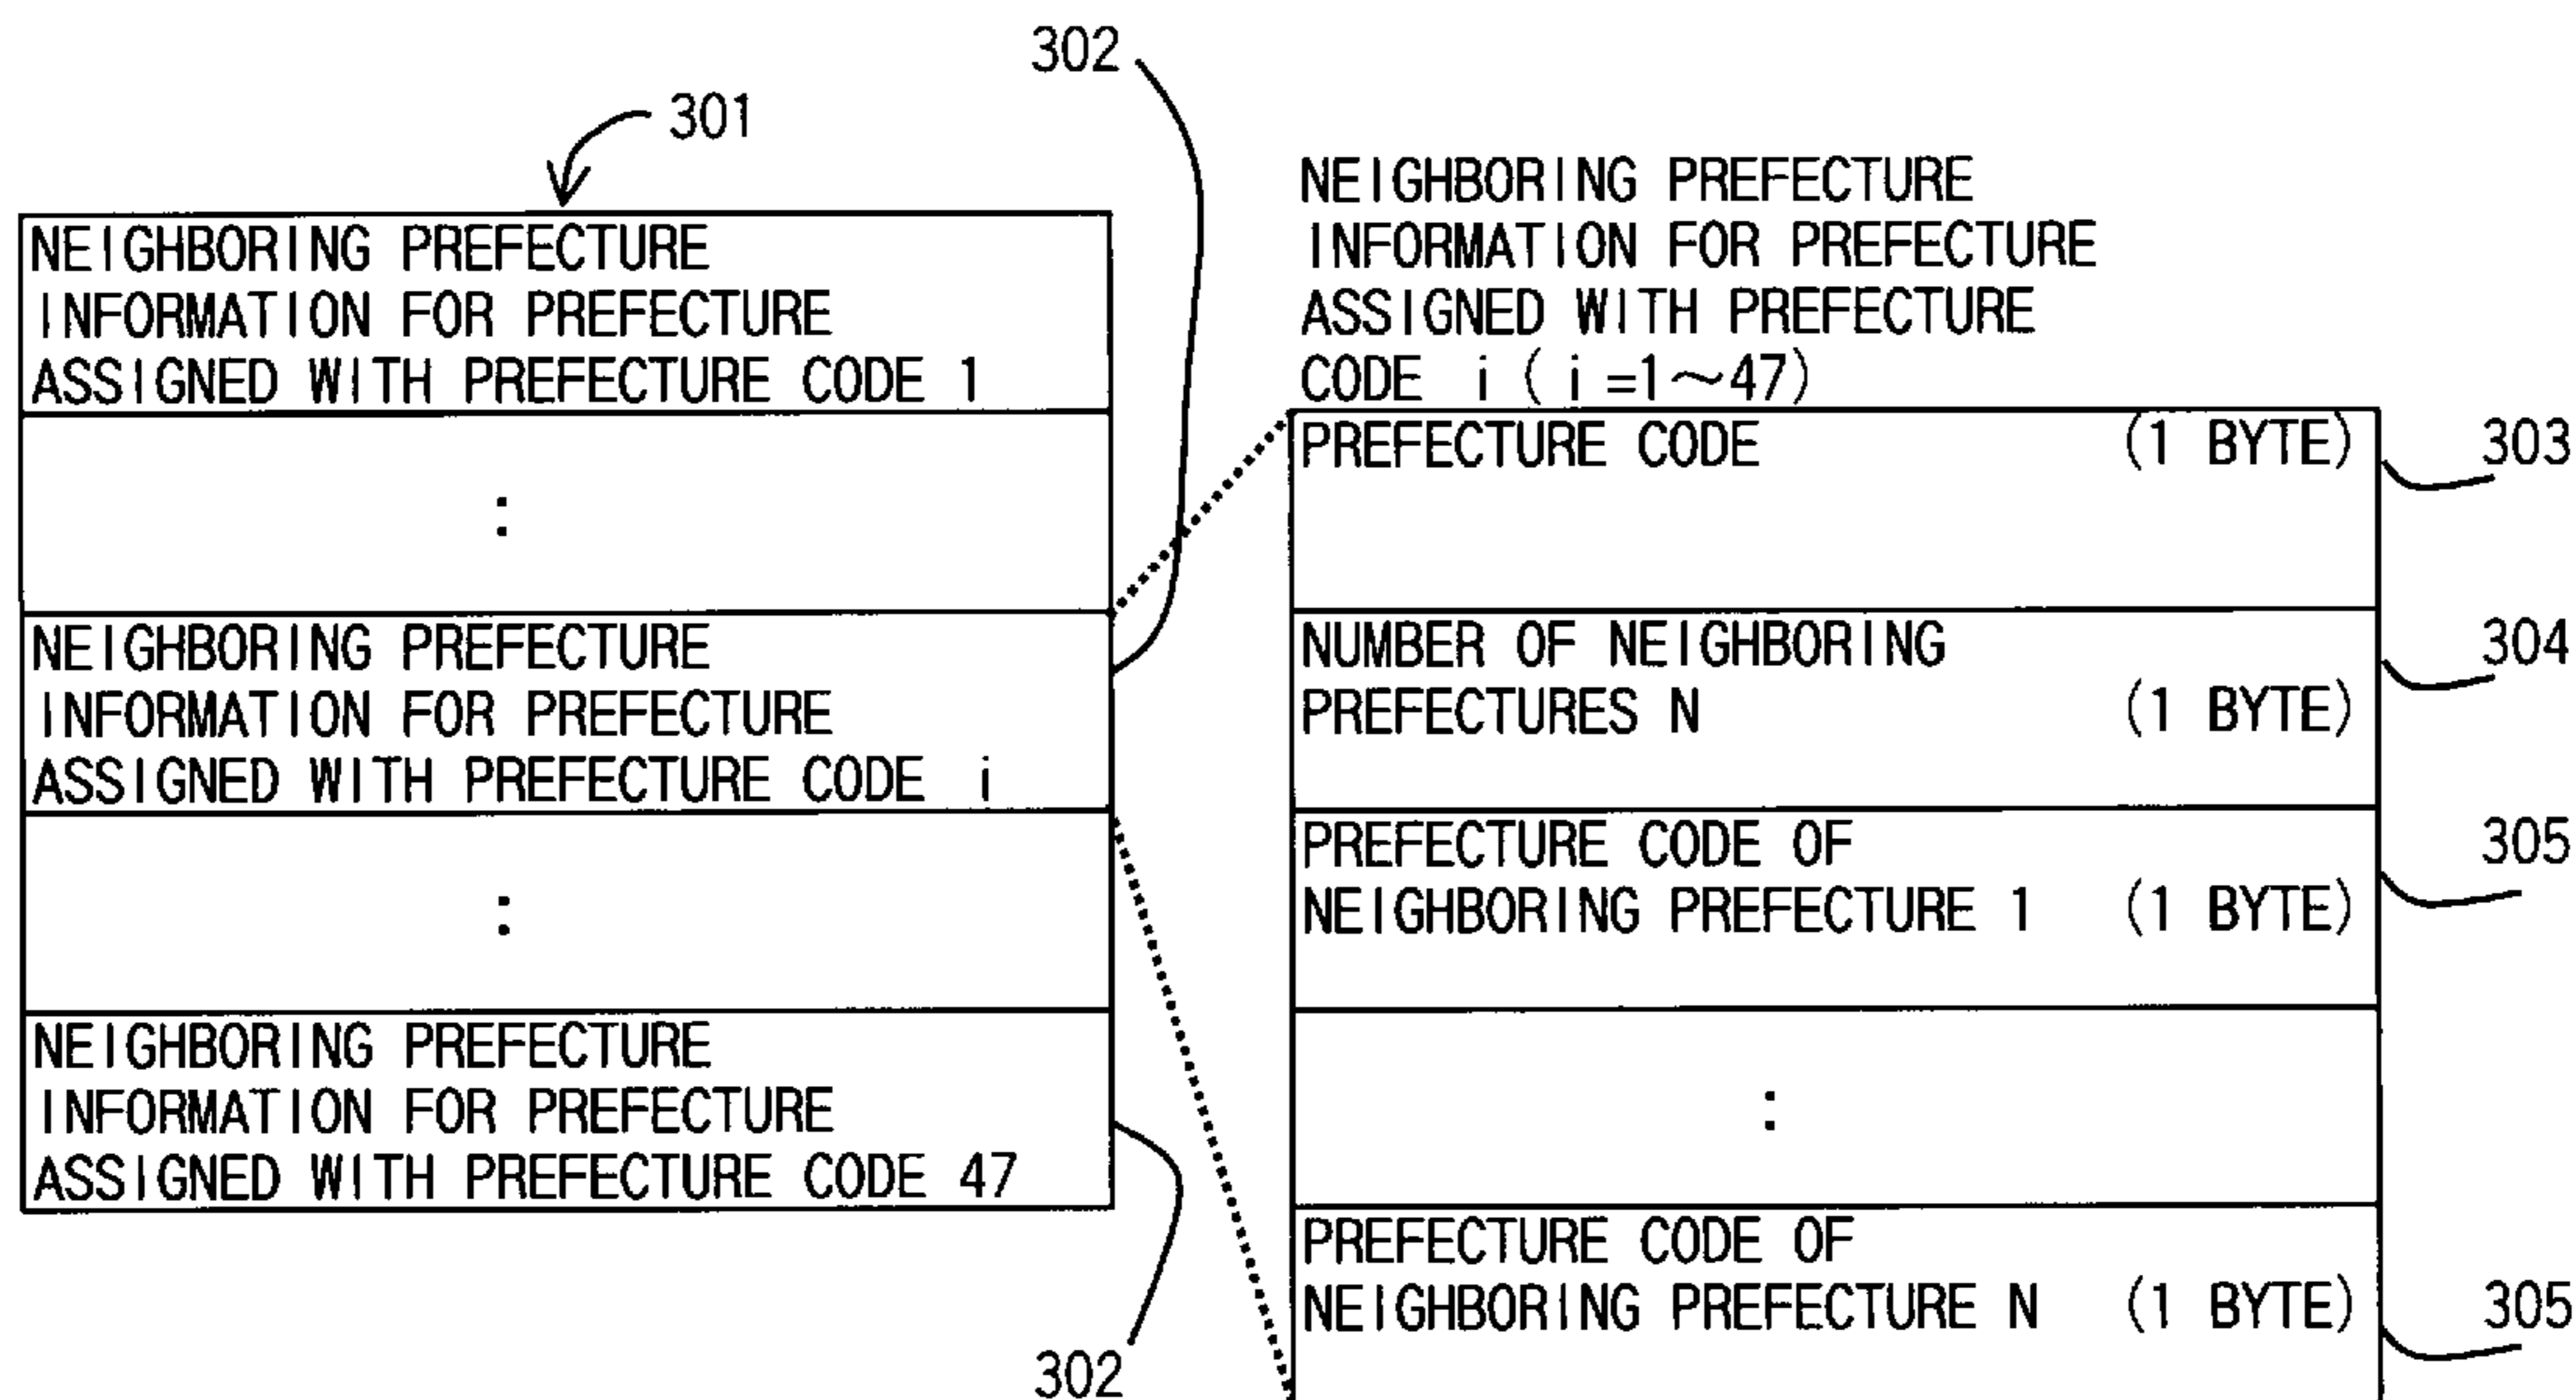 302
301
NEIGHBORING PREFECTURE
INFORMATION FOR PREFECTURE
ASSIGNED WITH PREFECTURE CODE 1
:
NEIGHBORING PREFECTURE
INFORMATION FOR PREFECTURE
ASSIGNED WITH PREFECTURE CODE i
:
NEIGHBORING PREFECTURE
INFORMATION FOR PREFECTURE
ASSIGNED WITH PREFECTURE CODE 47
302
NEIGHBORING PREFECTURE
INFORMATION FOR PREFECTURE
ASSIGNED WITH PREFECTURE
CODE i (i=1～47)
PREFECTURE CODE (1 BYTE) 303
NUMBER OF NEIGHBORING 304
PREFECTURES N (1 BYTE)
PREFECTURE CODE OF 305
NEIGHBORING PREFECTURE 1 (1 BYTE)
:
PREFECTURE CODE OF
NEIGHBORING PREFECTURE N (1 BYTE) 305